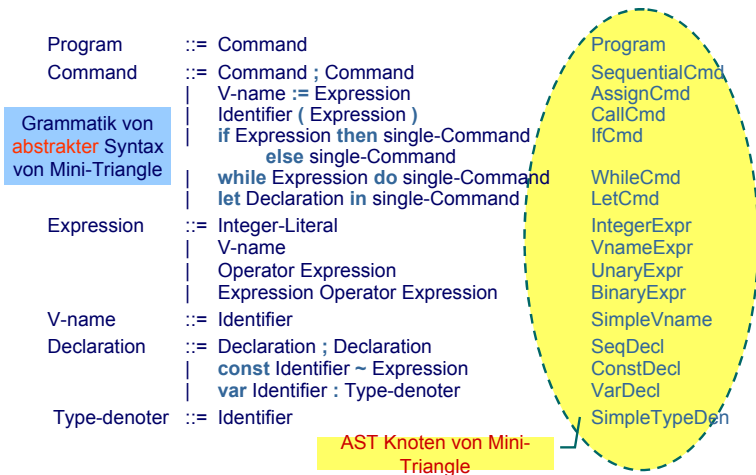 Program ::= Command Program
Command ::= Command ; Command SequentialCmd
| V-name := Expression AssignCmd
| Identifier ( Expression ) CallCmd
| if Expression then single-Command IfCmd
else single-Command
| while Expression do single-Command WhileCmd
| let Declaration in single-Command LetCmd
Grammatik von
abstrakter Syntax
von Mini-Triangle
Expression ::= Integer-Literal IntegerExpr
| V-name VnameExpr
| Operator Expression UnaryExpr
| Expression Operator Expression BinaryExpr
V-name ::= Identifier SimpleVname
Declaration ::= Declaration ; Declaration SeqDecl
| const Identifier ~ Expression ConstDecl
| var Identifier : Type-denoter VarDecl
Type-denoter ::= Identifier SimpleTypeDen
AST Knoten von Mini-
Triangle